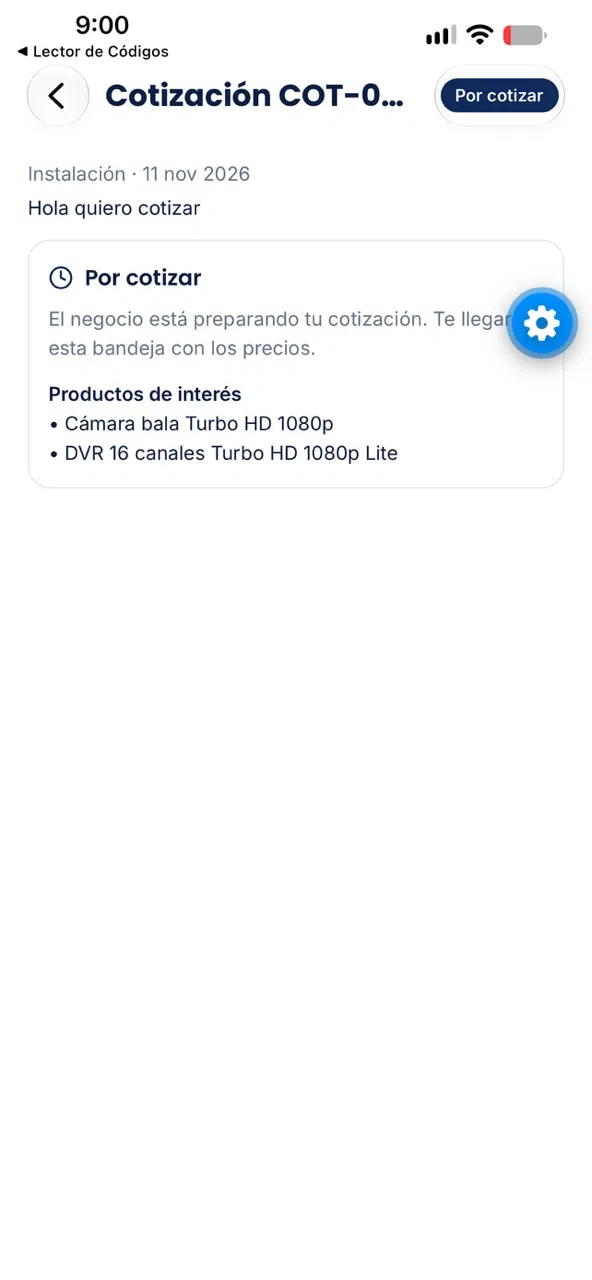 9:00
◀ Lector de Códigos
Cotización COT-0...
Por cotizar
Instalación · 11 nov 2026
Hola quiero cotizar
Por cotizar
El negocio está preparando tu cotización. Te llegar
esta bandeja con los precios.
Productos de interés
• Cámara bala Turbo HD 1080p
• DVR 16 canales Turbo HD 1080p Lite